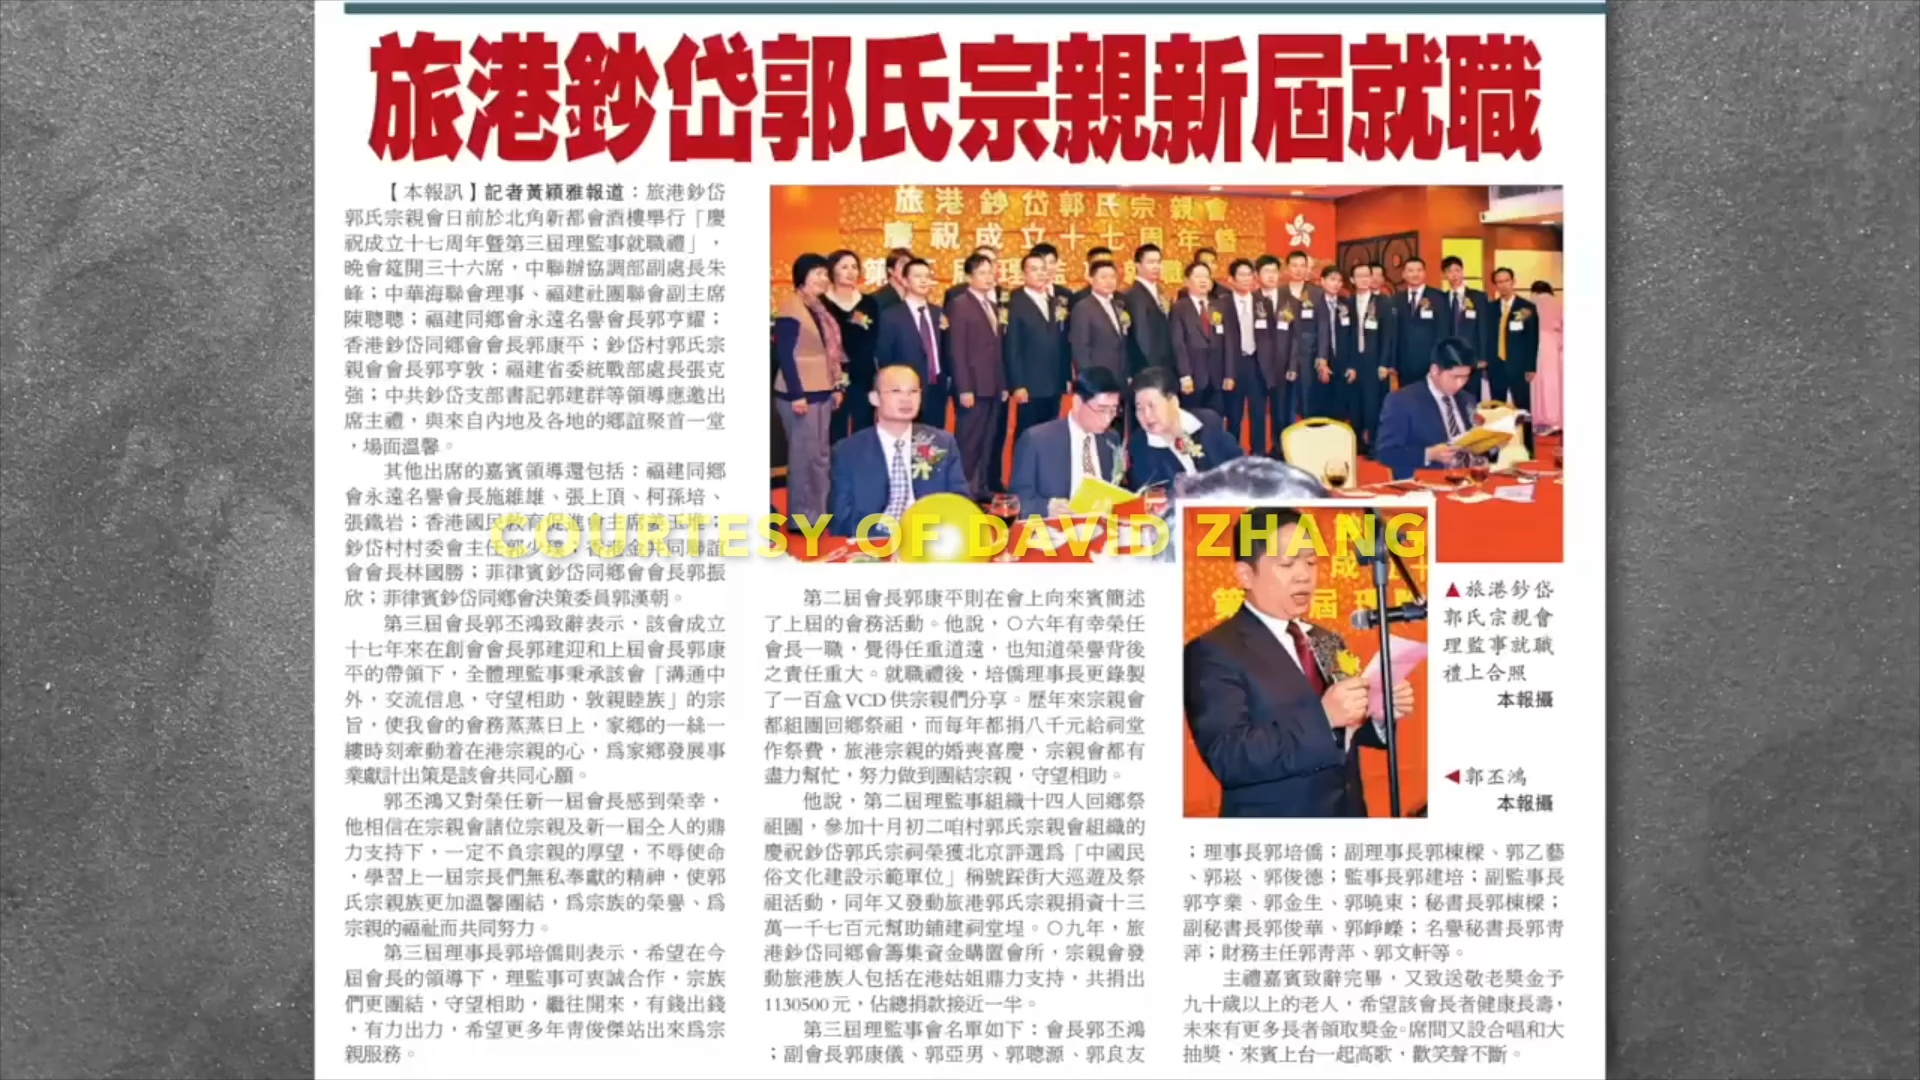 旅港鈔岱郭氏宗親新屆就職
【本報訊】記者黃穎雅報道：旅港鈔岱
郭氏宗親會日前於北角新都會酒樓舉行「慶
祝成立十七周年暨第三屆理監事就職禮」，
晚會筵開三十六席，中聯辦協調部副處長朱
峰；中華海聯會理事、福建社團聯會副主席
陳聰聰；福建同鄉會永遠名譽會長郭亨耀；
香港鈔岱同鄉會會長郭康平；鈔岱村郭氏宗
親會會長郭亨敦；福建省委統戰部處長張克
強；中共鈔岱支部書記郭建群等領導應邀出
席主禮，與來自內地及各地的鄉誼聚首一堂
，場面溫馨。
其他出席的嘉賓領導還包括：福建同鄉
會永遠名譽會長施維雄、張上頂、柯孫培、
張鐵岩；香港國民教育促進會主席
鈔岱村村委會主任郭少
會會長林國勝；菲律賓鈔岱同鄉會會長郭振
欣；菲律賓鈔岱同鄉會決策委員郭漢朝。
第三屆會長郭丕鴻致辭表示，該會成立
十七年來在創會會長郭建迎和上屆會長郭康
平的帶領下，全體理監事秉承該會「溝通中
外，交流信息，守望相助，敦親睦族」的宗
旨，使我會的會務蒸蒸日上，家鄉的一絲一
縷時刻牽動着在港宗親的心，爲家鄉發展事
業獻計出策是該會共同心願。
郭丕鴻又對榮任新一屆會長感到榮幸，
他相信在宗親會諸位宗親及新一屆仝人的鼎
力支持下，一定不負宗親的厚望，不辱使命
，學習上一屆宗長們無私奉獻的精神，使郭
氏宗親族更加溫馨團結，爲宗族的榮譽、爲
宗親的福祉而共同努力。
第三屆理事長郭培僑則表示，希望在今
屆會長的領導下，理監事可衷誠合作，宗族
們更團結，守望相助，繼往開來，有錢出錢
，有力出力，希望更多年青俊傑站出來爲宗
親服務。
旅港鈔岱郭氏宗親會
慶祝成立十七周年暨
COURTESY OF DAVID ZHANG
第二屆會長郭康平則在會上向來賓簡述
了上屆的會務活動。他說，〇六年有幸榮任
會長一職，覺得任重道遠，也知道榮譽背後
之責任重大。就職禮後，培僑理事長更錄製
了一百盒VCD供宗親們分享。歷年來宗親會
都組團回鄉祭祖，而每年都捐八千元給祠堂
作祭費，旅港宗親的婚喪喜慶，宗親會都有
盡力幫忙，努力做到團結宗親，守望相助。
他說，第二屆理監事組織十四人回鄉祭
祖團，參加十月初二咱村郭氏宗親會組織的
慶祝鈔岱郭氏宗祠榮獲北京評選爲「中國民
俗文化建設示範單位」稱號踩街大巡遊及祭
祖活動，同年又發動旅港郭氏宗親捐資十三
萬一千七百元幫助鋪建祠堂埕。〇九年，旅
港鈔岱同鄉會籌集資金購置會所，宗親會發
動旅港族人包括在港姑姐鼎力支持，共捐出
1130500元，佔總捐款接近一半。
第三屆理監事會名單如下：會長郭丕鴻
；副會長郭康儀、郭亞男、郭聰源、郭良友
▲旅港鈔岱
郭氏宗親會
理監事就職
禮上合照
本報攝
◀郭丕鴻
本報攝
；理事長郭培僑；副理事長郭棟樑、郭乙藝
、郭崧、郭俊德；監事長郭建培；副監事長
郭亨業、郭金生、郭曉東；秘書長郭棟樑；
副秘書長郭俊華、郭崢嶸；名譽秘書長郭青
萍；財務主任郭青萍、郭文軒等。
主禮嘉賓致辭完畢，又致送敬老獎金予
九十歲以上的老人，希望該會長者健康長壽，
未來有更多長者領取獎金。席間又設合唱和大
抽獎，來賓上台一起高歌，歡笑聲不斷。